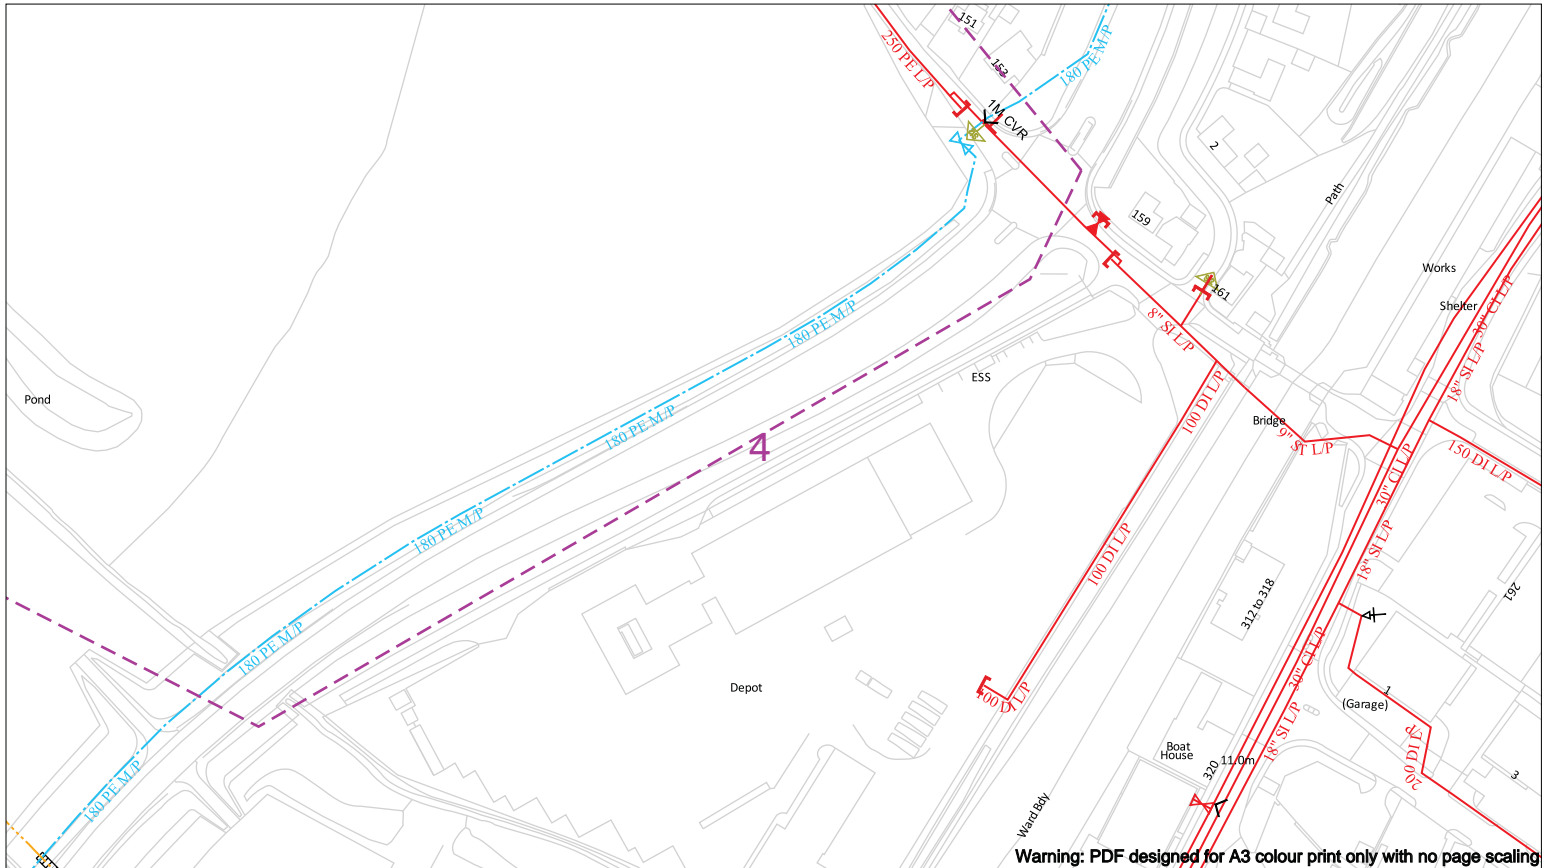 151
250 PE L/P
153
180 PE M/P
1M CVR
2
Path
159
161
Works
Shelter
30" CI L/P
8" SI L/P
180 PE M/P
18" SI L/P
ESS
100 DI L/P
Pond
Bridge
9" ST L/P
180 PE M/P
4
150 DI L/P
30" CI L/P
180 PE M/P
18" SI L/P
100 DI L/P
261
312 to 318
180 PE M/P
30" CI L/P
Depot
100 DI L/P
1
(Garage)
18" SI L/P
200 DI L/P
Boat
House
11.0m
320
3
180 PE M/P
Ward Bdy
Warning: PDF designed for A3 colour print only with no page scaling